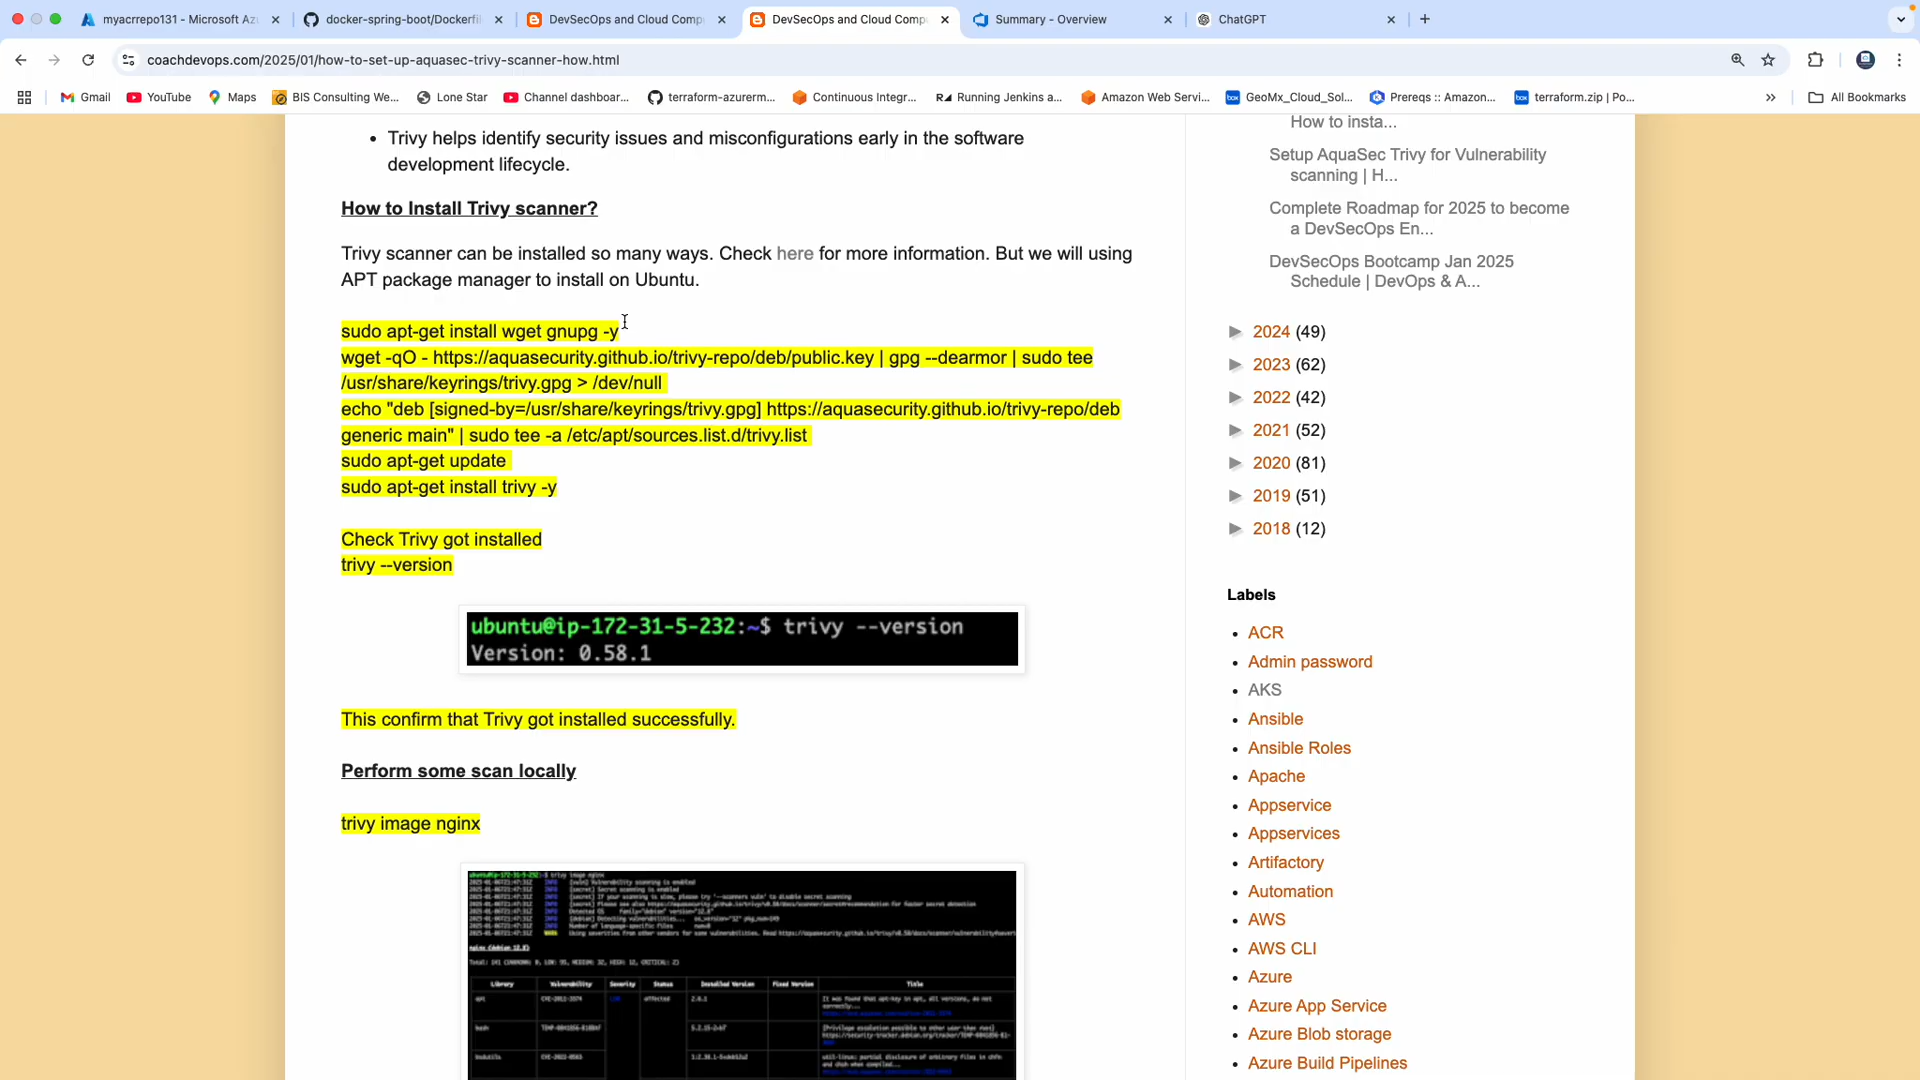 myacrrepo131 - Microsoft Az
docker-spring-boot/Dockerfil
DevSecOps and Cloud Comp
DevSecOps and Cloud Comp
Summary - Overview
ChatGPT
coachdevops.com/2025/01/how-to-set-up-aquasec-trivy-scanner-how.html
Gmail
YouTube
Maps
BIS Consulting We...
Lone Star
Channel dashboar...
terraform-azurerm...
Continuous Integr...
Running Jenkins a...
Amazon Web Servi...
GeoMx_Cloud_Sol...
Prereqs :: Amazon...
terraform.zip | Po...
All Bookmarks
• Trivy helps identify security issues and misconfigurations early in the software
development lifecycle.
How to Install Trivy scanner?
Trivy scanner can be installed so many ways. Check here for more information. But we will using
APT package manager to install on Ubuntu.
sudo apt-get install wget gnupg -y
wget -qO - https://aquasecurity.github.io/trivy-repo/deb/public.key | gpg --dearmor | sudo tee
/usr/share/keyrings/trivy.gpg > /dev/null
echo "deb [signed-by=/usr/share/keyrings/trivy.gpg] https://aquasecurity.github.io/trivy-repo/deb
generic main" | sudo tee -a /etc/apt/sources.list.d/trivy.list
sudo apt-get update
sudo apt-get install trivy -y
Check Trivy got installed
trivy --version
ubuntu@ip-172-31-5-232:~$ trivy --version
Version: 0.58.1
This confirm that Trivy got installed successfully.
Perform some scan locally
trivy image nginx
Library Vulnerability Severity Status Installed Version Fixed Version Title
How to insta...
Setup AquaSec Trivy for Vulnerability
scanning | H...
Complete Roadmap for 2025 to become
a DevSecOps En...
DevSecOps Bootcamp Jan 2025
Schedule | DevOps & A...
► 2024 (49)
► 2023 (62)
► 2022 (42)
► 2021 (52)
► 2020 (81)
► 2019 (51)
► 2018 (12)
Labels
• ACR
• Admin password
• AKS
• Ansible
• Ansible Roles
• Apache
• Appservice
• Appservices
• Artifactory
• Automation
• AWS
• AWS CLI
• Azure
• Azure App Service
• Azure Blob storage
• Azure Build Pipelines